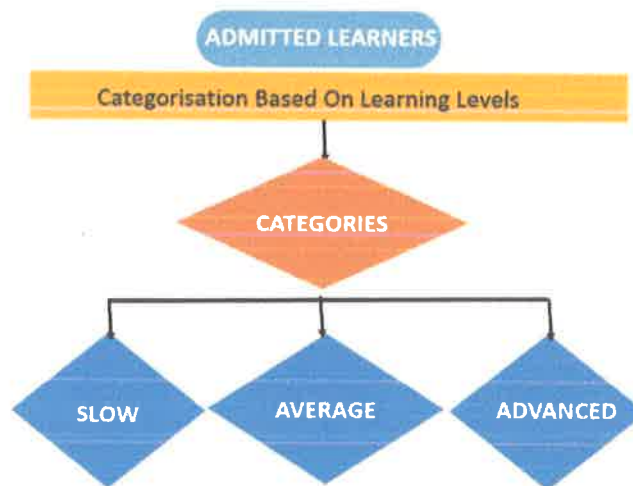 ADMITTED LEARNERS
Categorisation Based On Learning Levels
CATEGORIES
SLOW
AVERAGE
ADVANCED